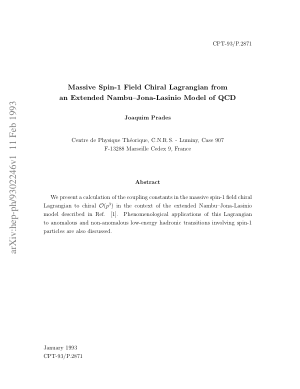 CPT-93/P.2871
Massive Spin-1 Field Chiral Lagrangian from
an Extended Nambu–Jona-Lasinio Model of QCD
Joaquim Prades
Centre de Physique Théorique, C.N.R.S. - Luminy, Case 907
F-13288 Marseille Cedex 9, France
Abstract
We present a calculation of the coupling constants in the massive spin-1 field chiral
Lagrangian to chiral O(p³) in the context of the extended Nambu–Jona-Lasinio
model described in Ref. [1]. Phenomenological applications of this Lagrangian
to anomalous and non-anomalous low-energy hadronic transitions involving spin-1
particles are also discussed.
January 1993
CPT-93/P.2871
arXiv:hep-ph/9302246v1 11 Feb 1993